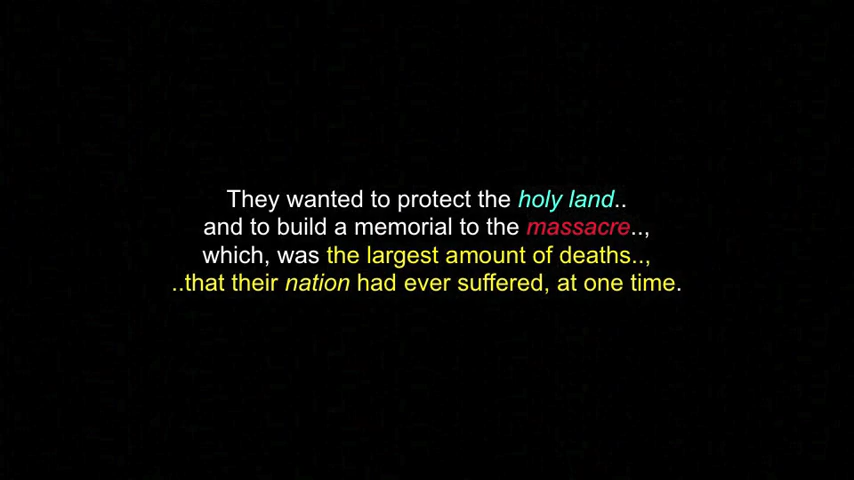 They wanted to protect the holy land..
and to build a memorial to the massacre..,
which, was the largest amount of deaths..,
..that their nation had ever suffered, at one time.